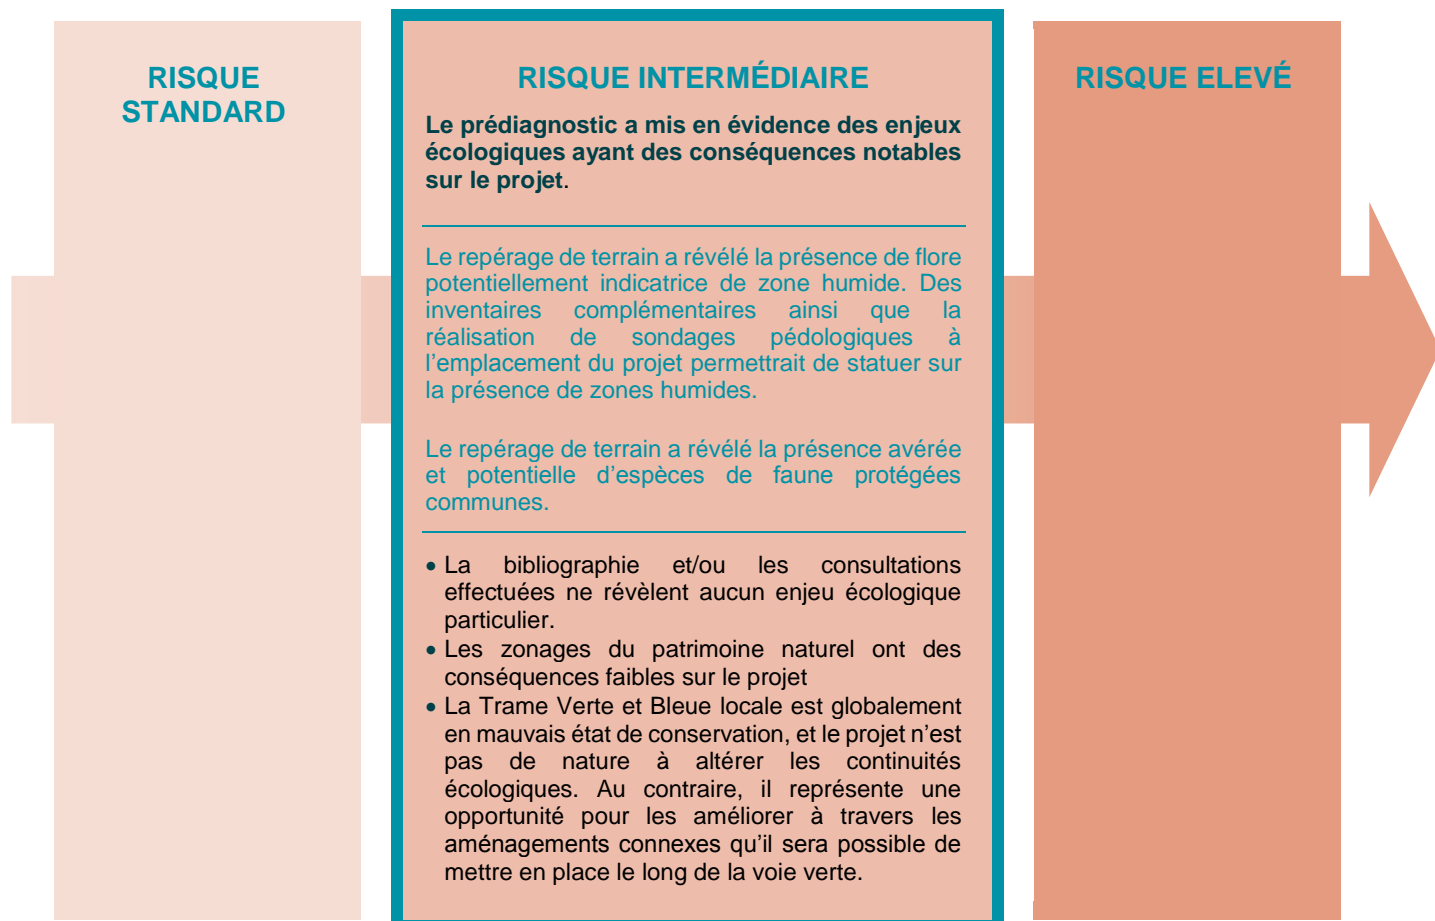 RISQUE
STANDARD
RISQUE INTERMÉDIAIRE
Le prédiagnostic a mis en évidence des enjeux
écologiques ayant des conséquences notables
sur le projet.
Le repérage de terrain a révélé la présence de flore
potentiellement indicatrice de zone humide. Des
inventaires complémentaires ainsi que la
réalisation de sondages pédologiques à
l’emplacement du projet permettrait de statuer sur
la présence de zones humides.
Le repérage de terrain a révélé la présence avérée
et potentielle d’espèces de faune protégées
communes.
• La bibliographie et/ou les consultations
effectuées ne révèlent aucun enjeu écologique
particulier.
• Les zonages du patrimoine naturel ont des
conséquences faibles sur le projet
• La Trame Verte et Bleue locale est globalement
en mauvais état de conservation, et le projet n’est
pas de nature à altérer les continuités
écologiques. Au contraire, il représente une
opportunité pour les améliorer à travers les
aménagements connexes qu’il sera possible de
mettre en place le long de la voie verte.
RISQUE ELEVÉ